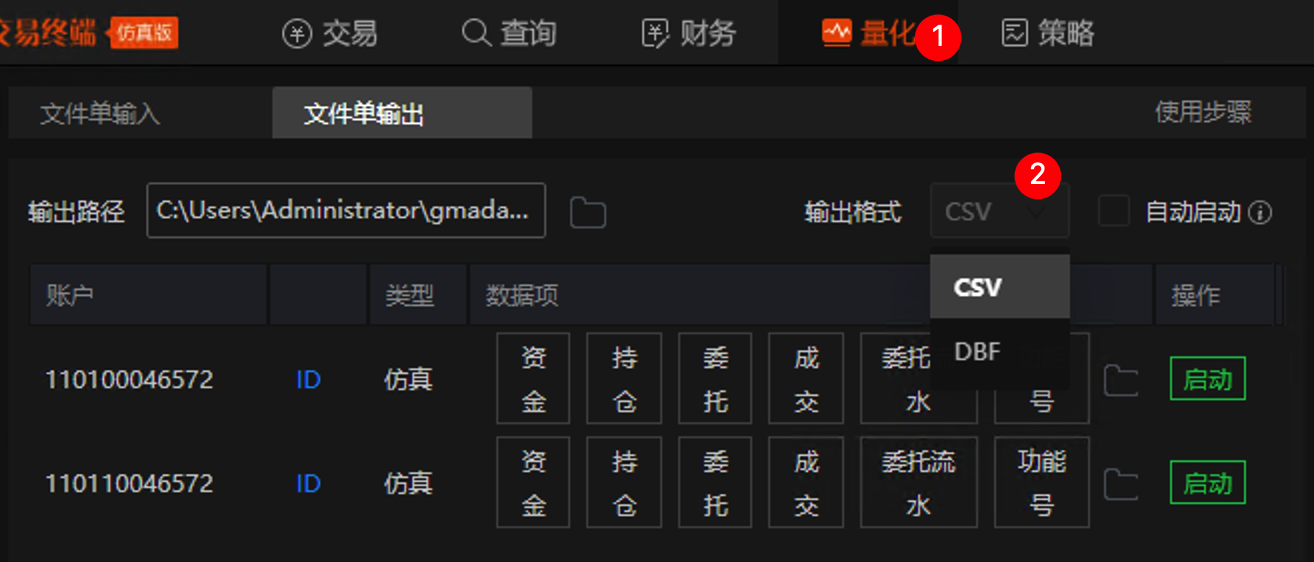 交易终端 仿真版 交易 查询 财务 量化 1 策略
文件单输入 文件单输出 使用步骤
2
输出路径 C:\Users\Administrator\gmada... 输出格式 CSV 自动启动
账户 类型 数据项 操作
CSV
DBF
110100046572 ID 仿真 资金 持仓 委托 成交 委托流水 号 启动
110110046572 ID 仿真 资金 持仓 委托 成交 委托流水 功能号 启动